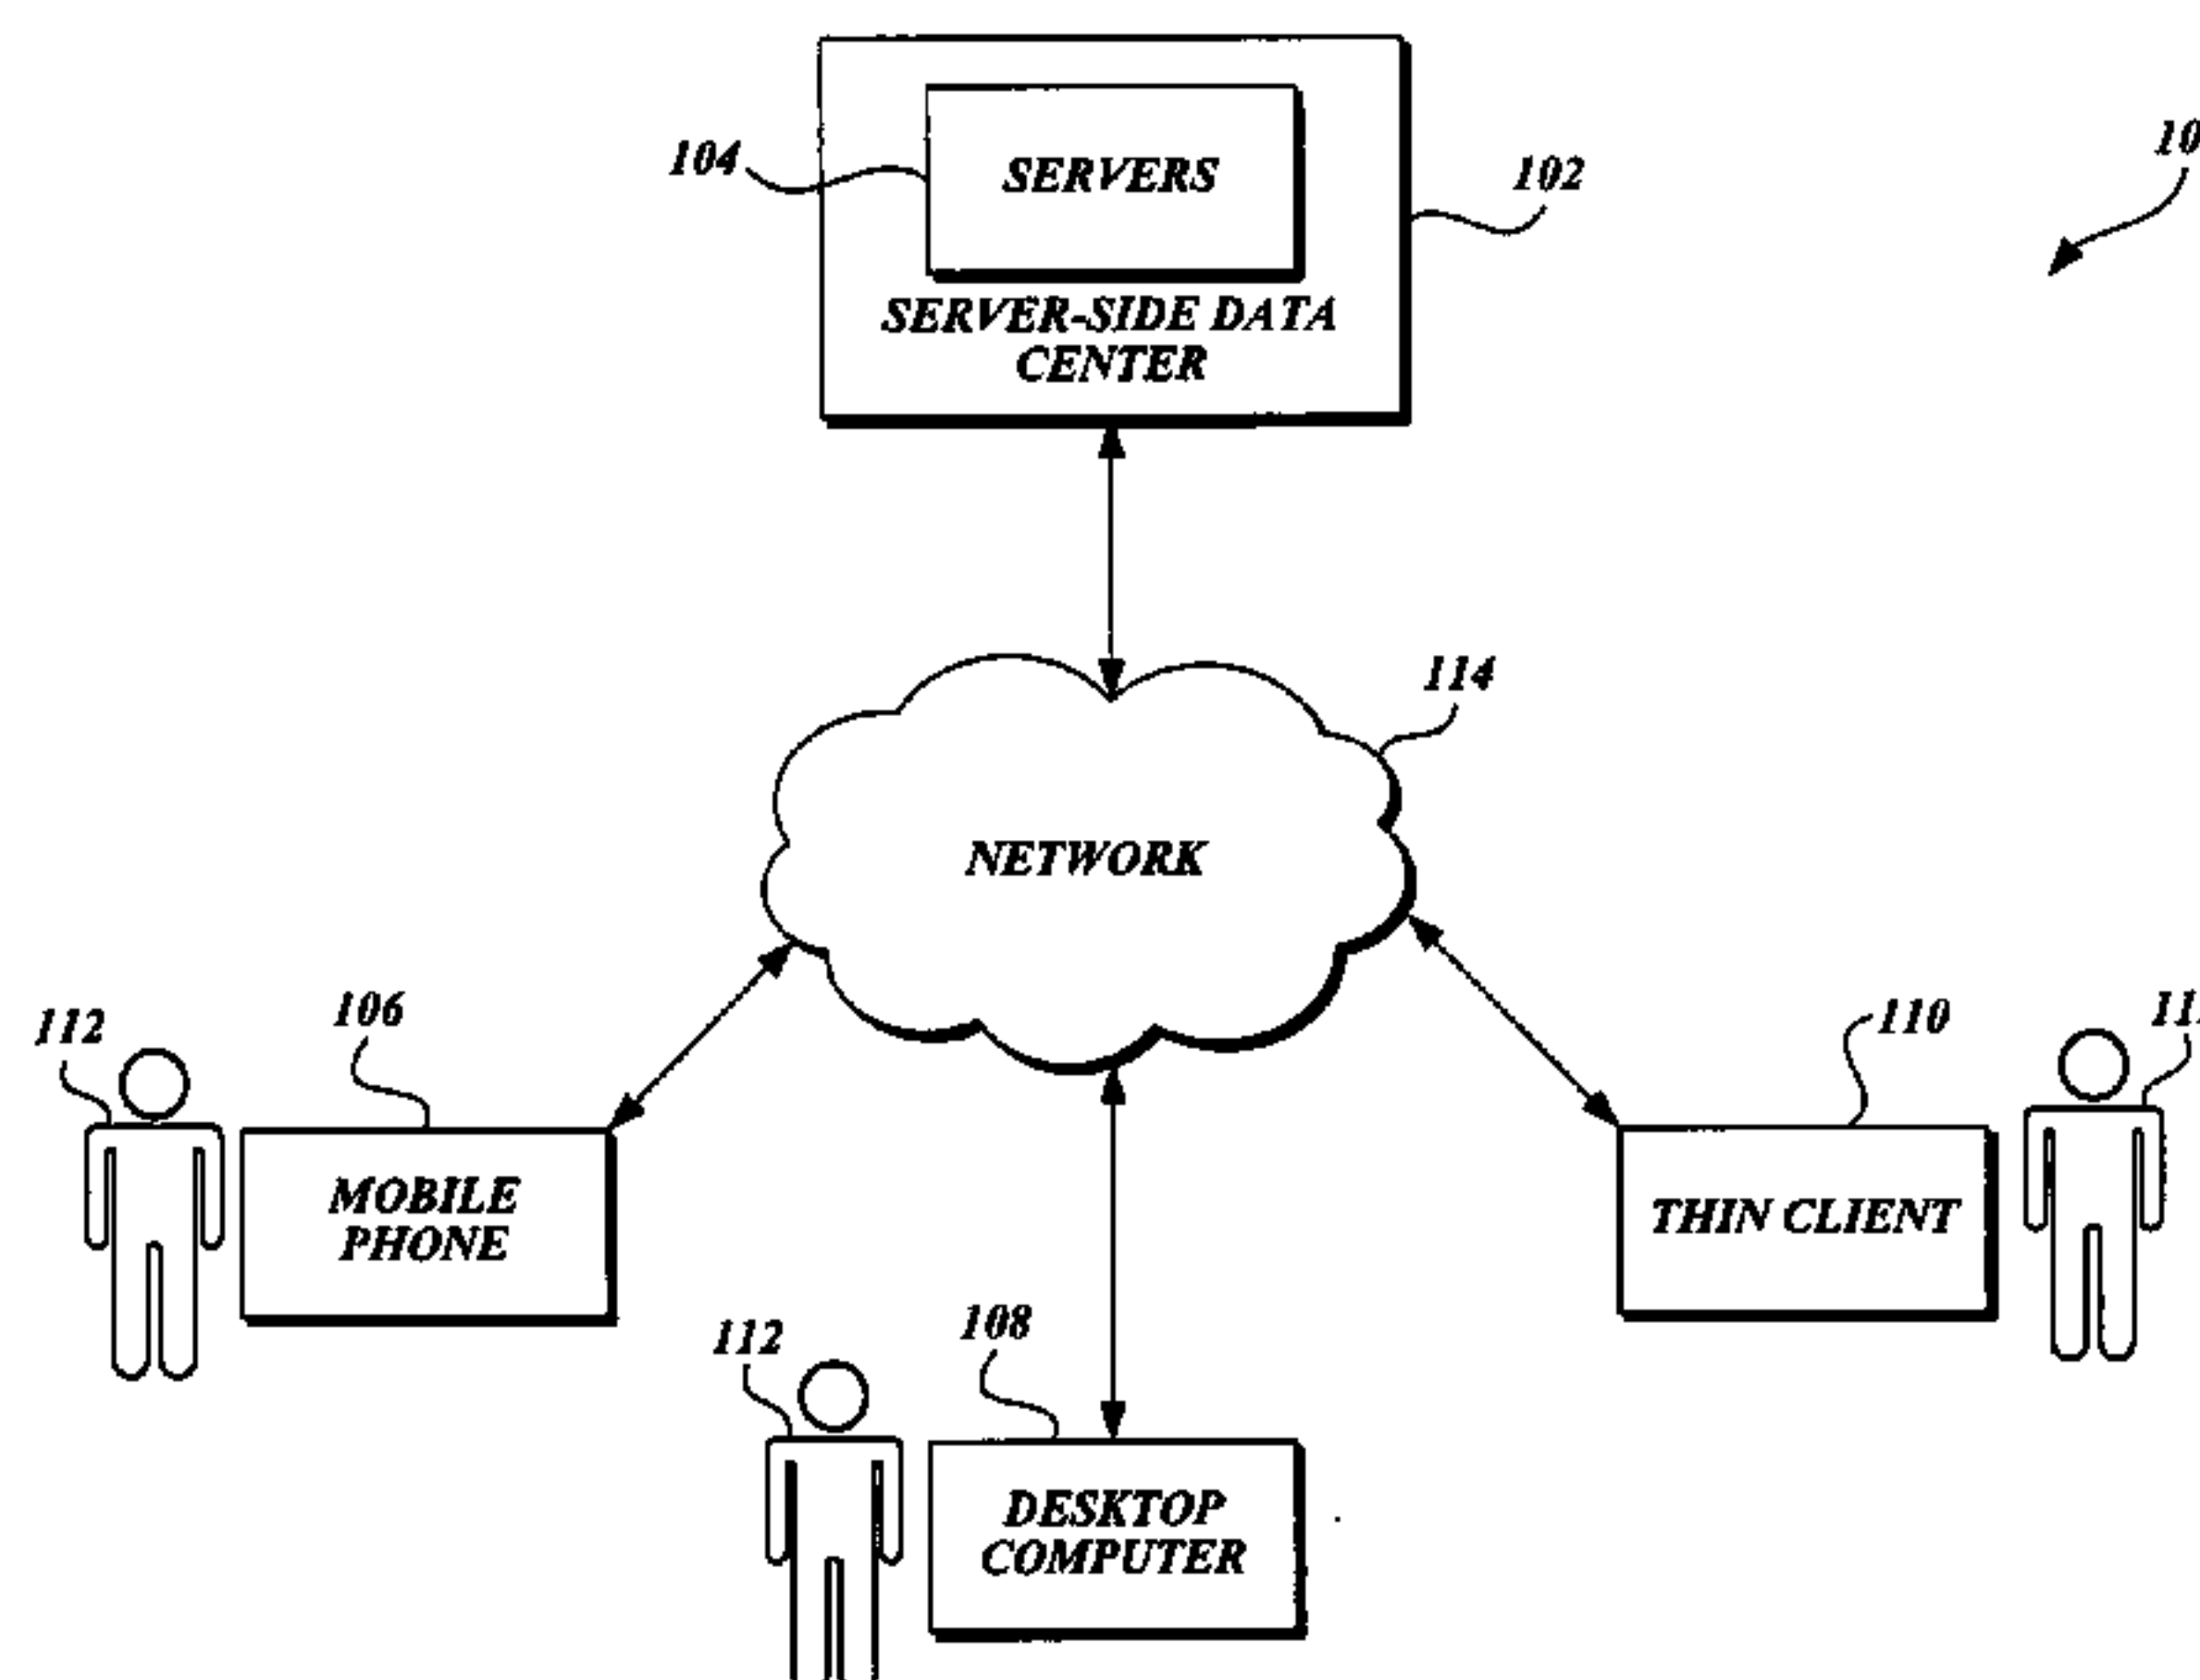 104
SERVERS
102
SERVER-SIDE DATA
CENTER
114
NETWORK
112
106
110
MOBILE
PHONE
THIN CLIENT
112
108
DESKTOP
COMPUTER